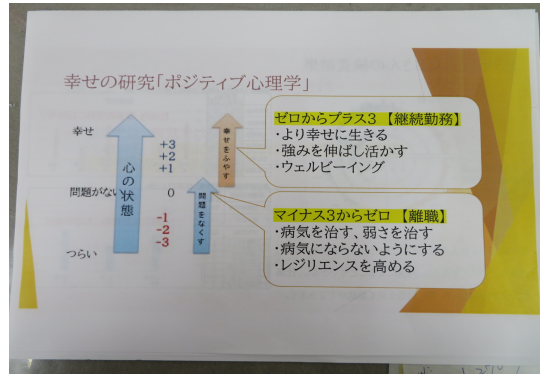 幸せの研究「ポジティブ心理学」
幸せ
問題がない
つらい
心の状態
+3
+2
+1
0
-1
-2
-3
幸せをふやす
問題をなくす
ゼロからプラス3 【継続勤務】
・より幸せに生きる
・強みを伸ばし活かす
・ウェルビーイング
マイナス3からゼロ 【離職】
・病気を治す、弱さを治す
・病気にならないようにする
・レジリエンスを高める